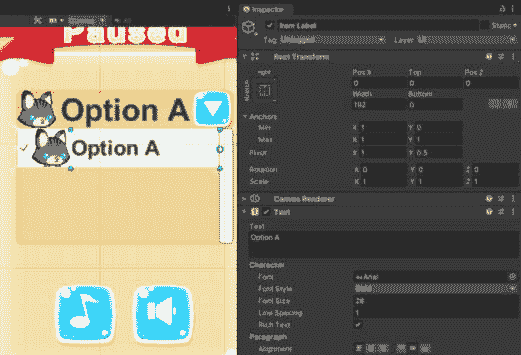 Paused
Option A
Option A
Inspector
Item Label
Static
Tag Untagged
Layer UI
Rect Transform
right
stretch
Pos X
Top
Pos Z
0
0
0
Width
Bottom
192
0
Anchors
Min
X 1
Y 0
Max
X 1
Y 1
Pivot
X 1
Y 0.5
Rotation
X 0
Y 0
Z 0
Scale
X 1
Y 1
Z 1
Canvas Renderer
Text
Text
Option A
Character
Font
Arial
Font Style
Font Size
28
Line Spacing
1
Rich Text
Paragraph
Alignment